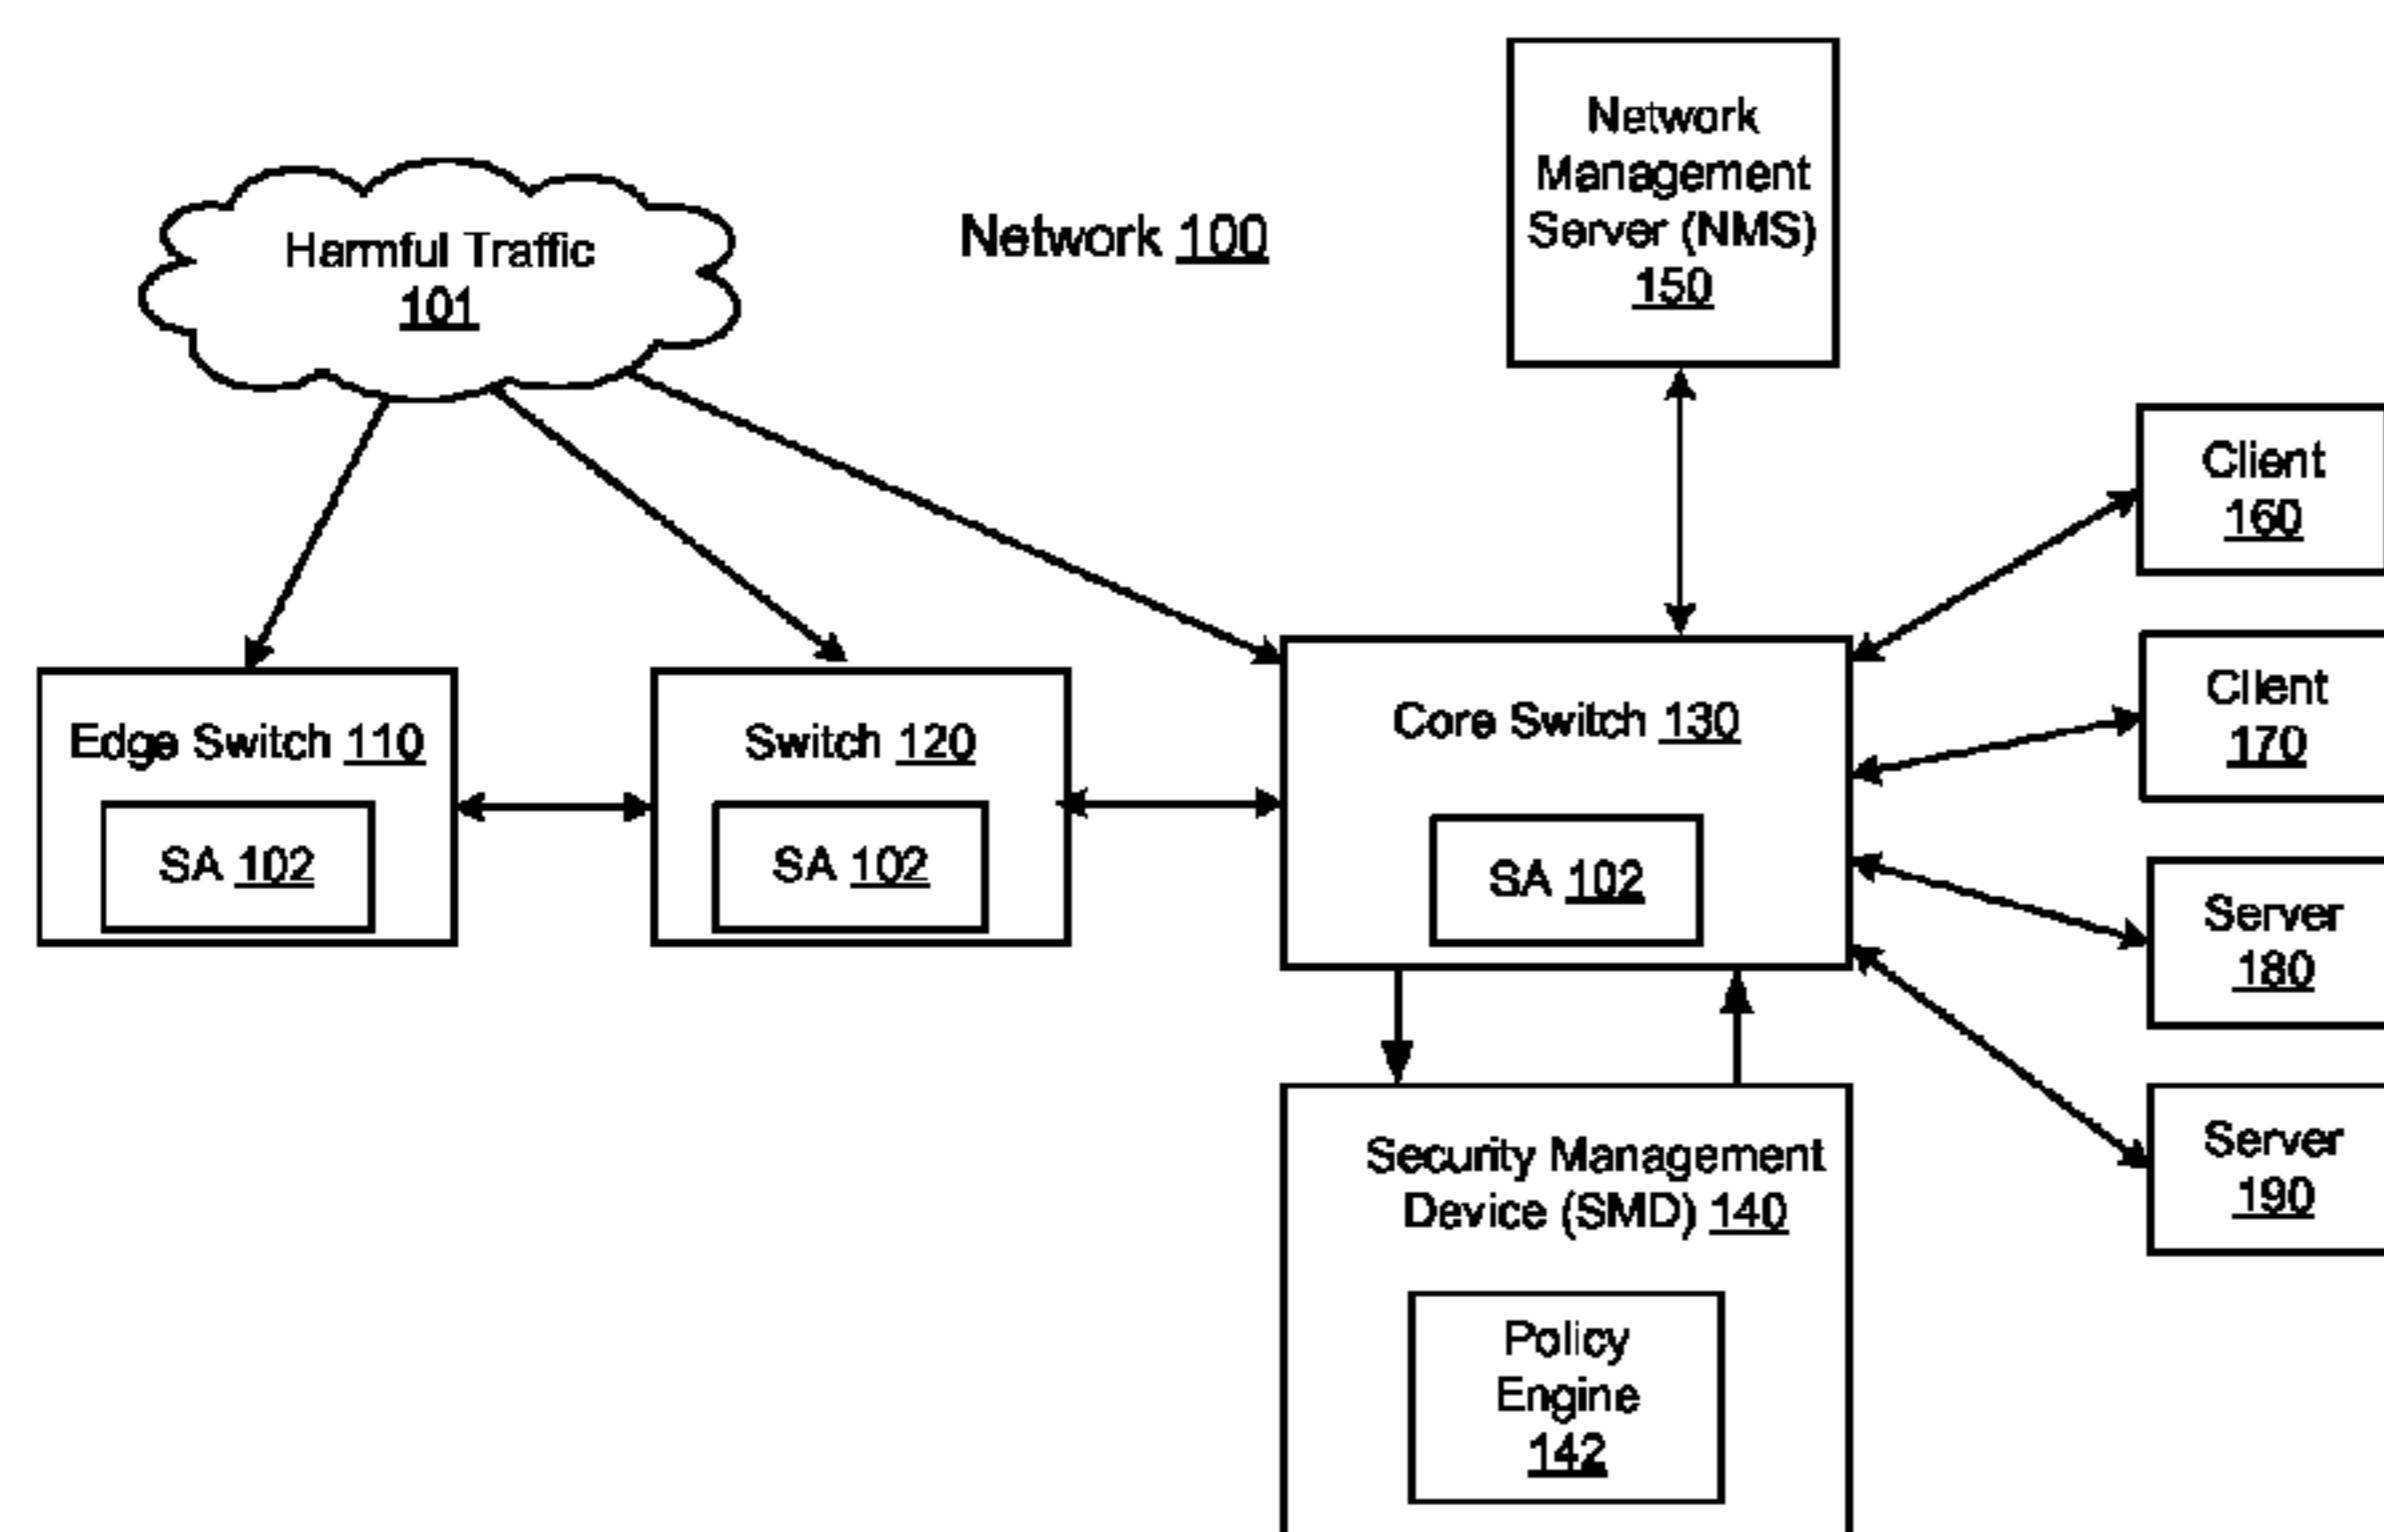 Network
Management
Server (NMS)
150
Harmful Traffic
101
Network 100
Client
160
Client
170
Edge Switch 110
SA 102
Switch 120
SA 102
Core Switch 130
SA 102
Server
180
Server
190
Security Management
Device (SMD) 140
Policy
Engine
142